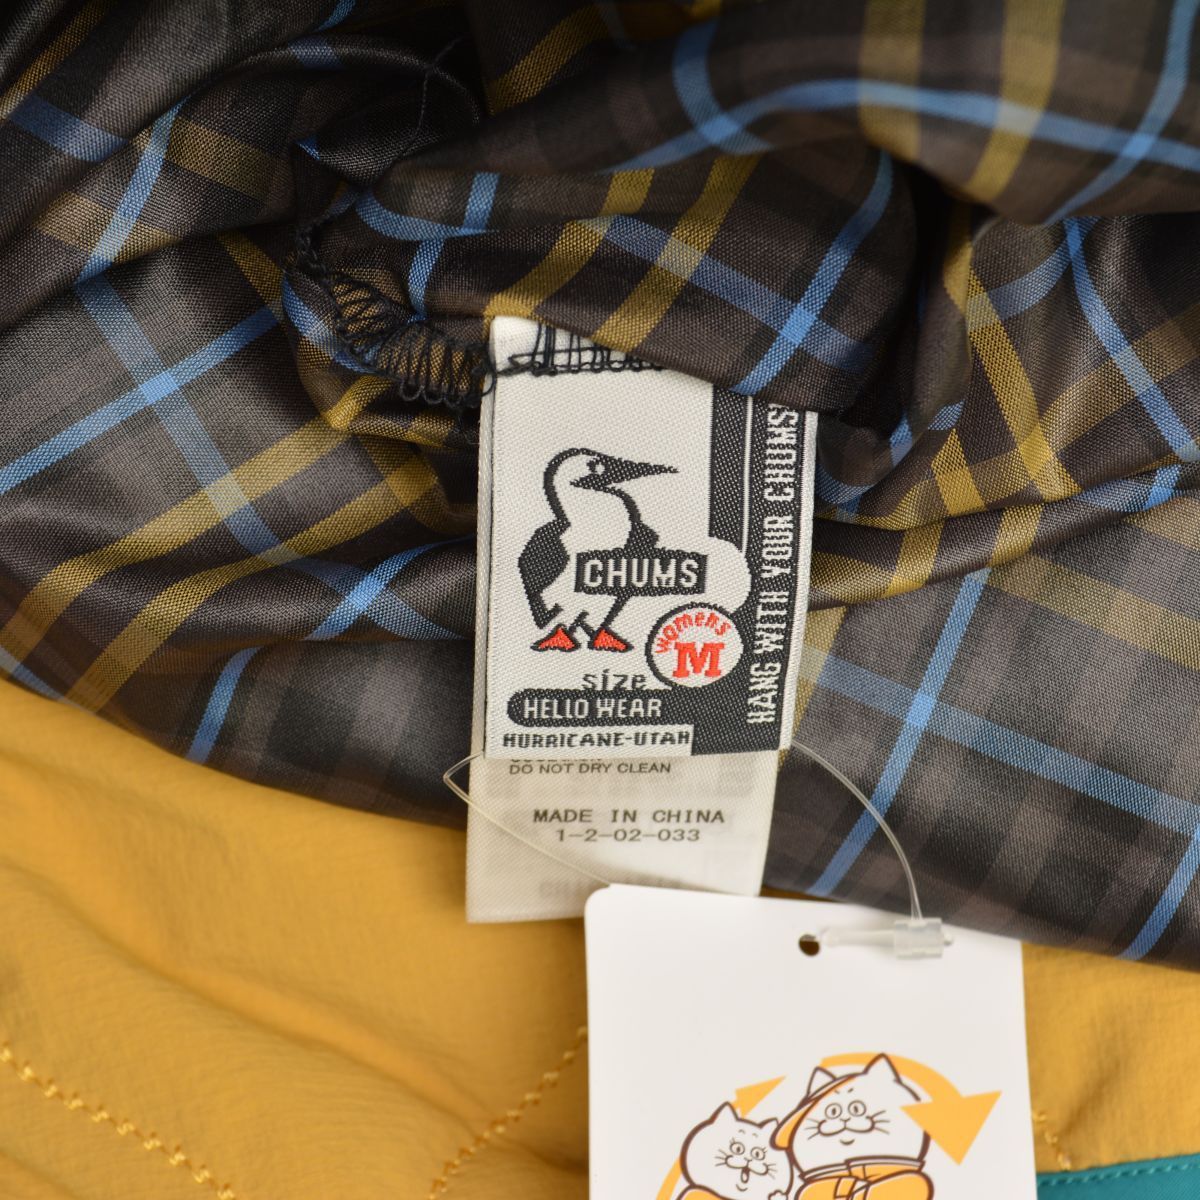 CHUMS
women's
M
size
HELLO WEAR
HURRICANE-UTAH
HANG WITH YOUR CHUMS
DO NOT DRY CLEAN
MADE IN CHINA
1-2-02-033